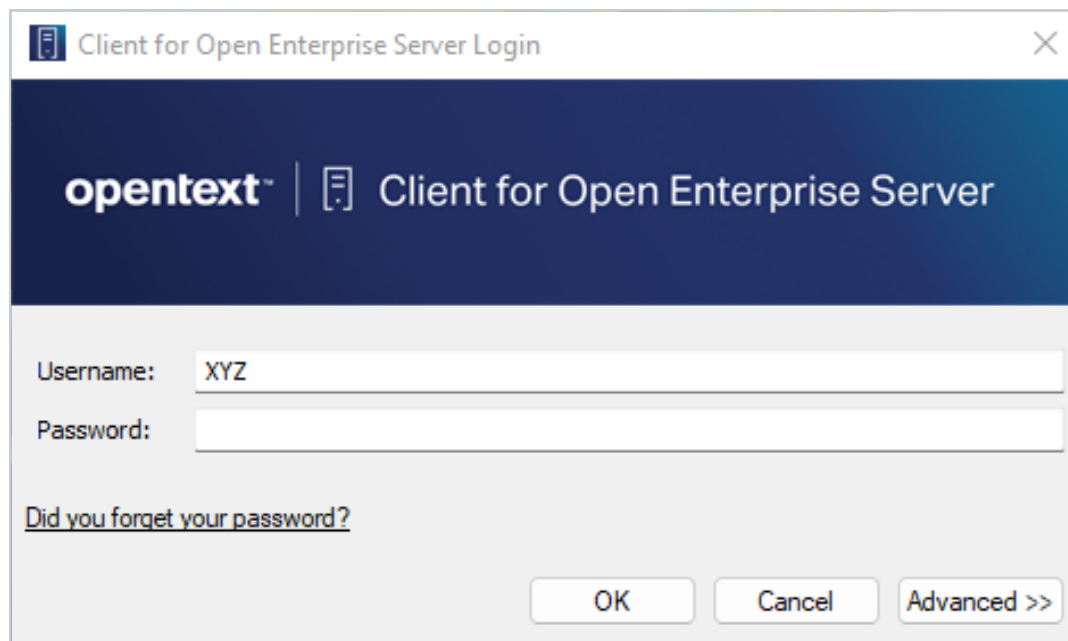 Client for Open Enterprise Server Login
opentext™ | Client for Open Enterprise Server
Username: XYZ
Password:
Did you forget your password?
OK Cancel Advanced >>